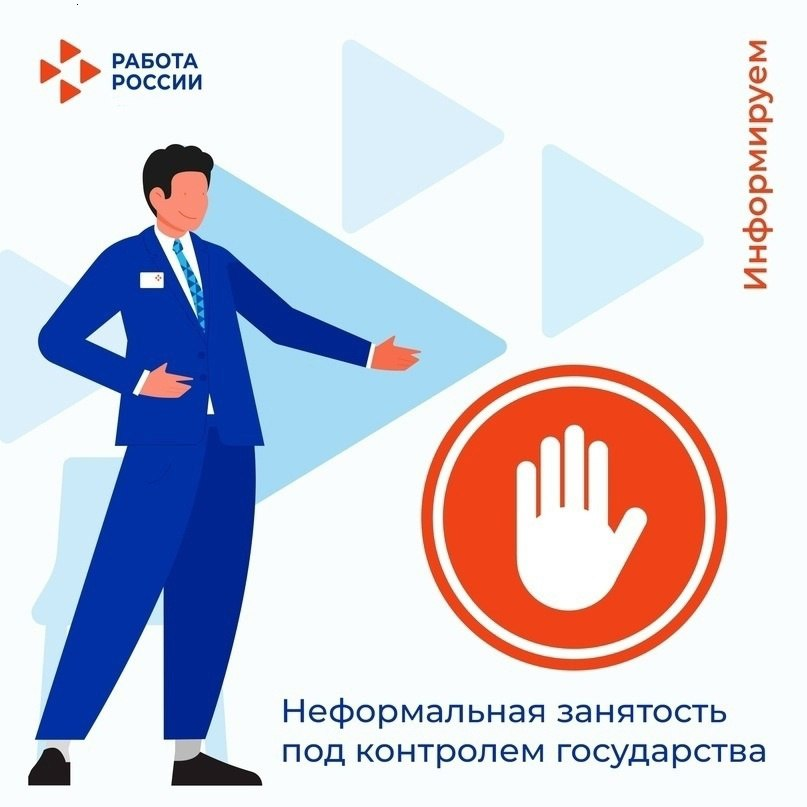 РАБОТА
РОССИИ
Информируем
Неформальная занятость
под контролем государства